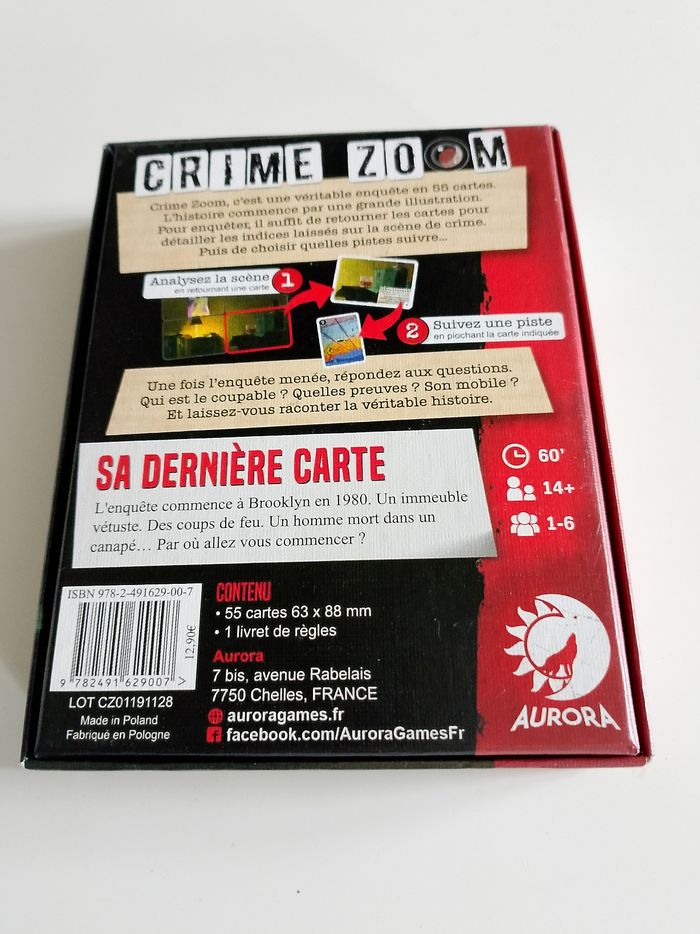 CRIME ZOOM
Crime Zoom, c'est une véritable enquête en 55 cartes.
L'histoire commence par une grande illustration.
Pour enquêter, il suffit de retourner les cartes pour
détailler les indices laissés sur la scène de crime.
Puis de choisir quelles pistes suivre...
Analysez la scène
en retournant une carte
1
2
Suivez une piste
en piochant la carte indiquée
Une fois l'enquête menée, répondez aux questions.
Qui est le coupable ? Quelles preuves ? Son mobile ?
Et laissez-vous raconter la véritable histoire.
SA DERNIÈRE CARTE
L'enquête commence à Brooklyn en 1980. Un immeuble
vétuste. Des coups de feu. Un homme mort dans un
canapé… Par où allez vous commencer ?
60'
14+
1-6
ISBN 978-2-491629-00-7
9 782491 629007 >
12,90€
LOT CZ01191128
Made in Poland
Fabriqué en Pologne
CONTENU
• 55 cartes 63 x 88 mm
• 1 livret de règles
Aurora
7 bis, avenue Rabelais
7750 Chelles, FRANCE
auroragames.fr
facebook.com/AuroraGamesFr
AURORA